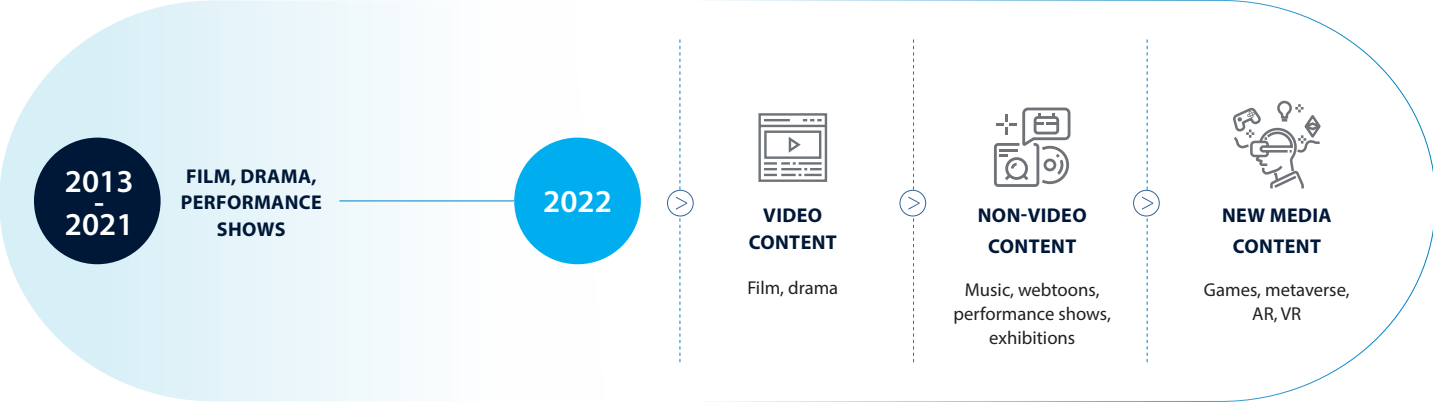 2013
-
2021
FILM, DRAMA,
PERFORMANCE
SHOWS
2022
VIDEO
CONTENT
Film, drama
NON-VIDEO
CONTENT
Music, webtoons,
performance shows,
exhibitions
NEW MEDIA
CONTENT
Games, metaverse,
AR, VR